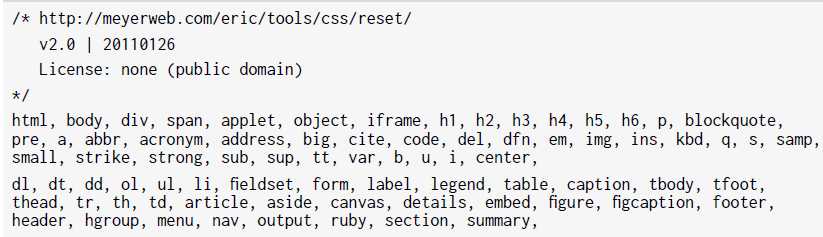 /* http://meyerweb.com/eric/tools/css/reset/
v2.0 | 20110126
License: none (public domain)
*/
html, body, div, span, applet, object, iframe, h1, h2, h3, h4, h5, h6, p, blockquote,
pre, a, abbr, acronym, address, big, cite, code, del, dfn, em, img, ins, kbd, q, s, samp,
small, strike, strong, sub, sup, tt, var, b, u, i, center,
dl, dt, dd, ol, ul, li, fieldset, form, label, legend, table, caption, tbody, tfoot,
thead, tr, th, td, article, aside, canvas, details, embed, figure, figcaption, footer,
header, hgroup, menu, nav, output, ruby, section, summary,